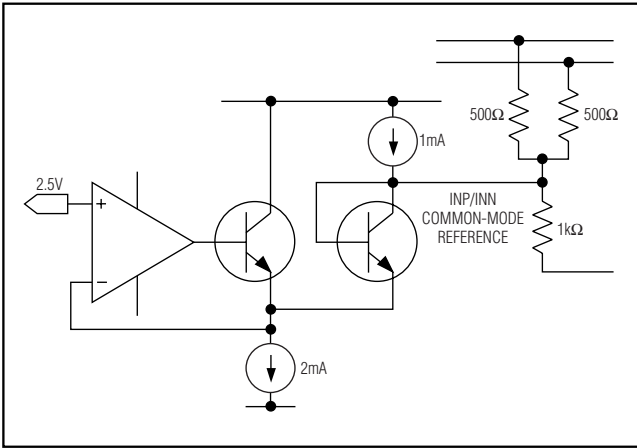 500Ω
500Ω
1mA
2.5V
+
−
INP/INN
COMMON-MODE
REFERENCE
1kΩ
2mA